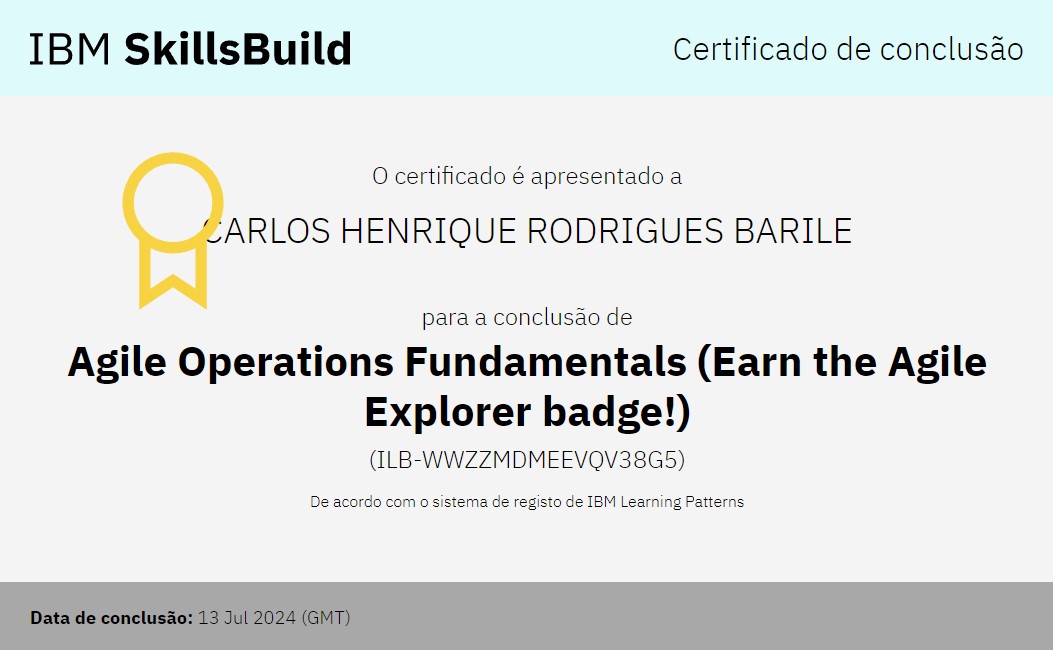 IBM SkillsBuild
Certificado de conclusão
O certificado é apresentado a
CARLOS HENRIQUE RODRIGUES BARILE
para a conclusão de
Agile Operations Fundamentals (Earn the Agile
Explorer badge!)
(ILB-WWZZMDMEEVQV38G5)
De acordo com o sistema de registo de IBM Learning Patterns
Data de conclusão: 13 Jul 2024 (GMT)